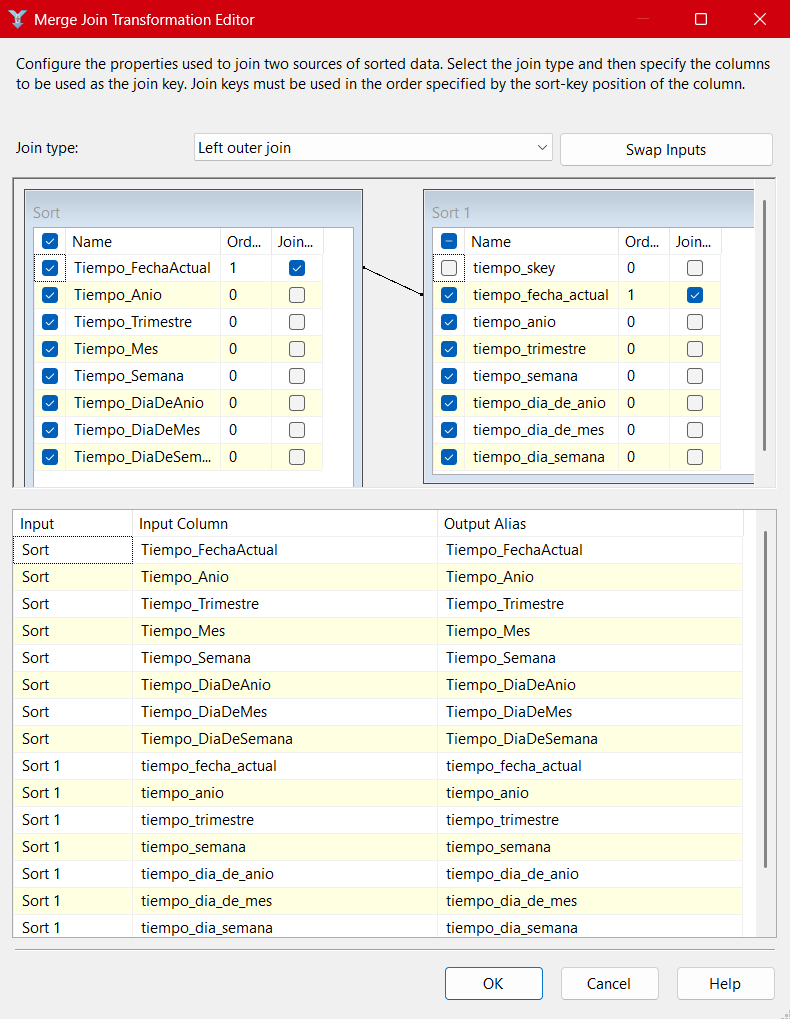 Merge Join Transformation Editor
Configure the properties used to join two sources of sorted data. Select the join type and then specify the columns
to be used as the join key. Join keys must be used in the order specified by the sort-key position of the column.
Join type: Left outer join Swap Inputs
Sort
Name Ord... Join...
Tiempo_FechaActual 1
Tiempo_Anio 0
Tiempo_Trimestre 0
Tiempo_Mes 0
Tiempo_Semana 0
Tiempo_DiaDeAnio 0
Tiempo_DiaDeMes 0
Tiempo_DiaDeSem... 0
Sort 1
Name Ord... Join...
tiempo_skey 0
tiempo_fecha_actual 1
tiempo_anio 0
tiempo_trimestre 0
tiempo_semana 0
tiempo_dia_de_anio 0
tiempo_dia_de_mes 0
tiempo_dia_semana 0
Input Input Column Output Alias
Sort Tiempo_FechaActual Tiempo_FechaActual
Sort Tiempo_Anio Tiempo_Anio
Sort Tiempo_Trimestre Tiempo_Trimestre
Sort Tiempo_Mes Tiempo_Mes
Sort Tiempo_Semana Tiempo_Semana
Sort Tiempo_DiaDeAnio Tiempo_DiaDeAnio
Sort Tiempo_DiaDeMes Tiempo_DiaDeMes
Sort Tiempo_DiaDeSemana Tiempo_DiaDeSemana
Sort 1 tiempo_fecha_actual tiempo_fecha_actual
Sort 1 tiempo_anio tiempo_anio
Sort 1 tiempo_trimestre tiempo_trimestre
Sort 1 tiempo_semana tiempo_semana
Sort 1 tiempo_dia_de_anio tiempo_dia_de_anio
Sort 1 tiempo_dia_de_mes tiempo_dia_de_mes
Sort 1 tiempo_dia_semana tiempo_dia_semana
OK Cancel Help